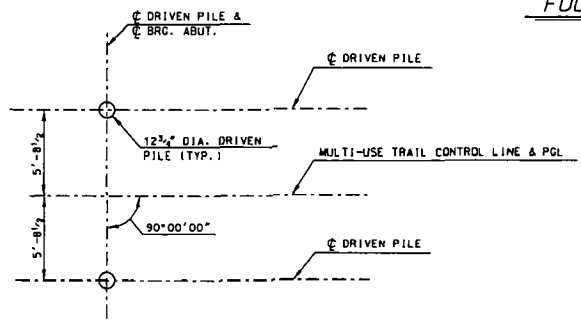 ℄ DRIVEN PILE &
℄ BRG. ABUT.
℄ DRIVEN PILE
12¾" DIA. DRIVEN
PILE (TYP.)
5'-8½
MULTI-USE TRAIL CONTROL LINE & PGL
90°00'00"
5'-8½
℄ DRIVEN PILE